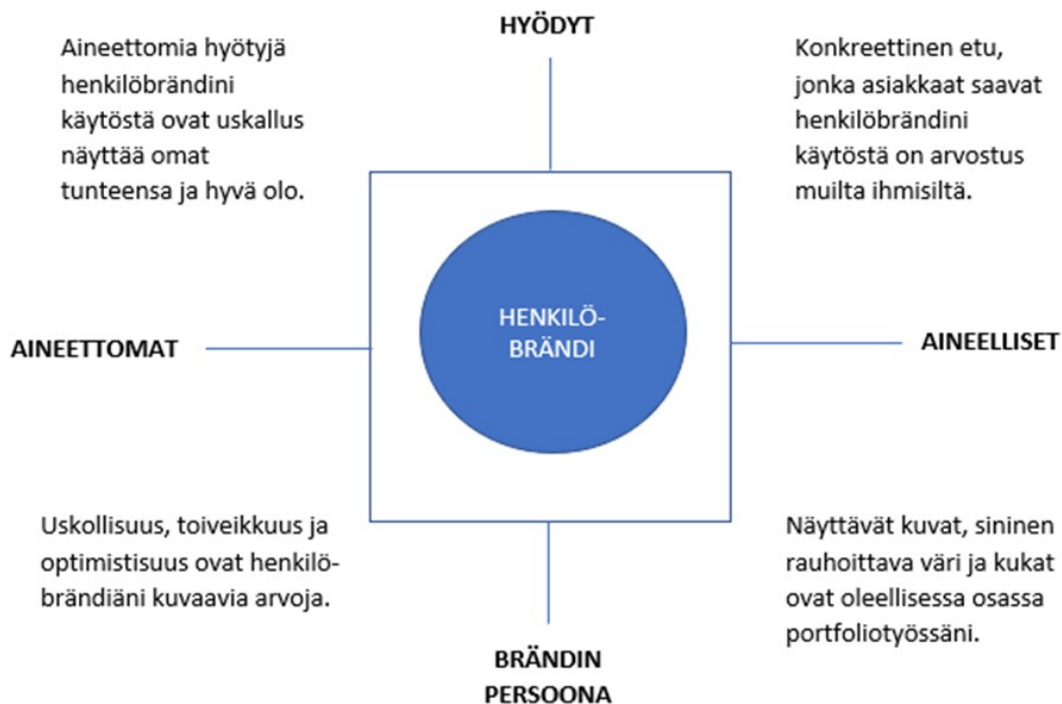 HYÖDYT
Aineettomia hyötyjä
henkilöbrändini
käytöstä ovat uskallus
näyttää omat
tunteensa ja hyvä olo.
Konkreettinen etu,
jonka asiakkaat saavat
henkilöbrändini
käytöstä on arvostus
muilta ihmisiltä.
AINEETTOMAT
HENKILÖ-
BRÄNDI
AINEELLISET
Uskollisuus, toiveikkuus ja
optimistisuus ovat henkilö-
brändiäni kuvaavia arvoja.
Näyttävät kuvat, sininen
rauhoittava väri ja kukat
ovat oleellisessa osassa
portfoliotyössäni.
BRÄNDIN
PERSOONA